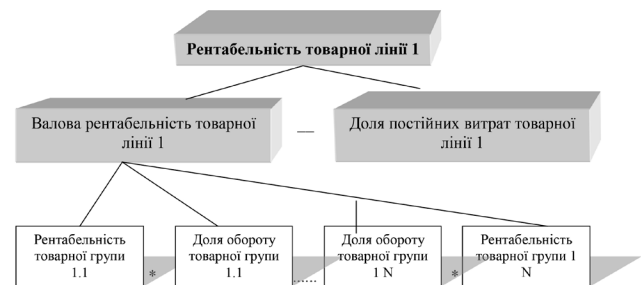 Рентабельність товарної лінії 1
Валова рентабельність товарної
лінії 1
—
Доля постійних витрат товарної
лінії 1
Рентабельність
товарної групи
1.1
*
Доля обороту
товарної групи
1.1
......
Доля обороту
товарної групи
1 N
*
Рентабельність
товарної групи 1
N